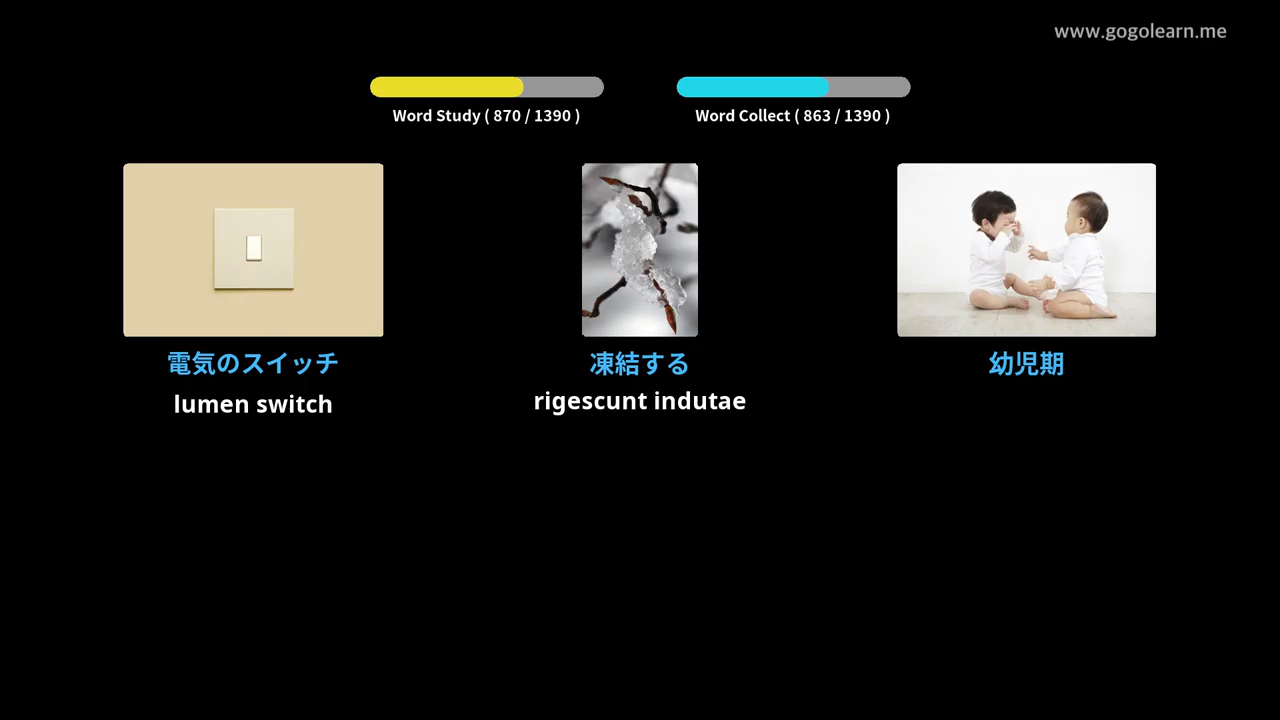 www.gogolearn.me
Word Study ( 870 / 1390 )
Word Collect ( 863 / 1390 )
電気のスイッチ
lumen switch
凍結する
rigescunt indutae
幼児期